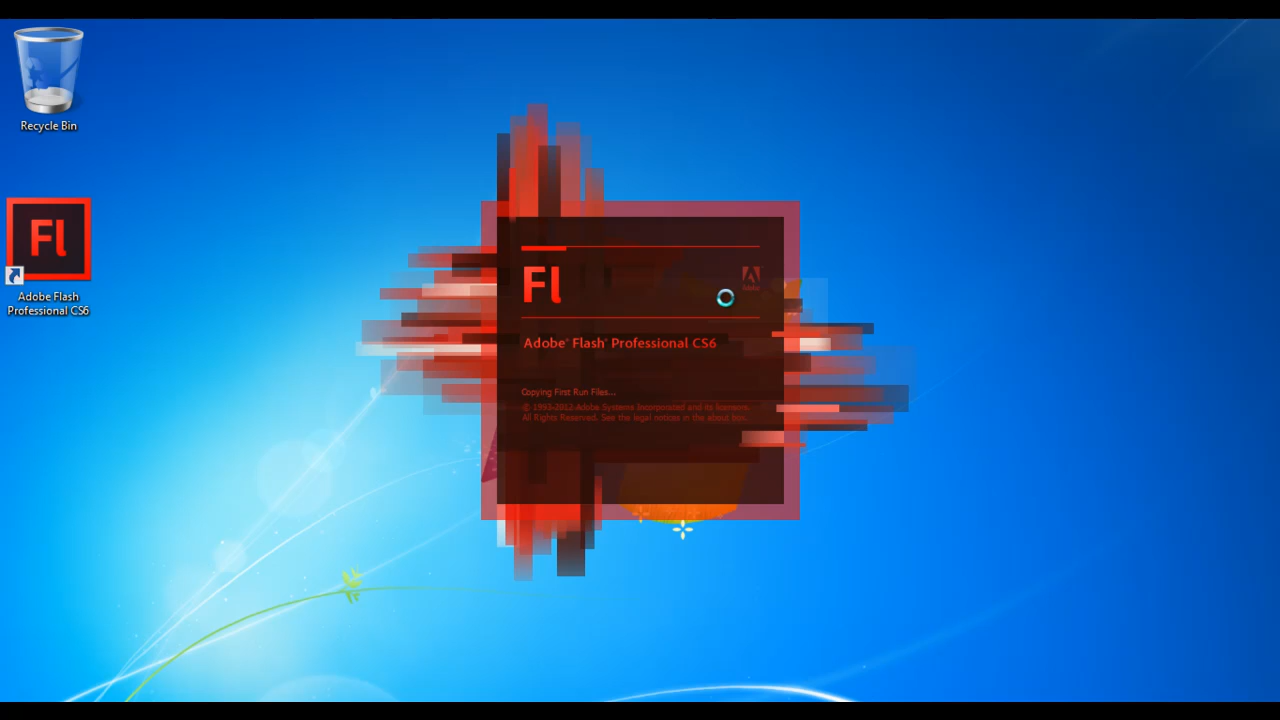 Recycle Bin
Fl
Adobe Flash
Professional CS6
Fl
Adobe
Adobe® Flash® Professional CS6
Copying First Run Files...
© 1993-2012 Adobe Systems Incorporated and its licensors.
All Rights Reserved. See the legal notices in the about box.